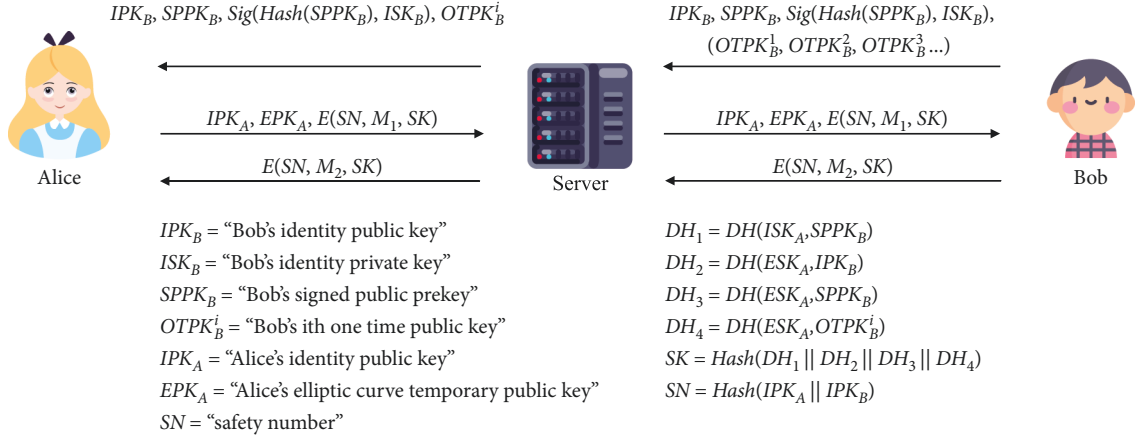 IPK_B, SPPK_B, Sig(Hash(SPPK_B), ISK_B), OTPK_B^i
IPK_B, SPPK_B, Sig(Hash(SPPK_B), ISK_B),
(OTPK_B^1, OTPK_B^2, OTPK_B^3 ...)
IPK_A, EPK_A, E(SN, M_1, SK)
IPK_A, EPK_A, E(SN, M_1, SK)
E(SN, M_2, SK)
E(SN, M_2, SK)
Alice
Server
Bob
IPK_B = “Bob's identity public key”
ISK_B = “Bob's identity private key”
SPPK_B = “Bob's signed public prekey”
OTPK_B^i = “Bob's ith one time public key”
IPK_A = “Alice's identity public key”
EPK_A = “Alice's elliptic curve temporary public key”
SN = “safety number”
DH_1 = DH(ISK_A,SPPK_B)
DH_2 = DH(ESK_A,IPK_B)
DH_3 = DH(ESK_A,SPPK_B)
DH_4 = DH(ESK_A,OTPK_B^i)
SK = Hash(DH_1 || DH_2 || DH_3 || DH_4)
SN = Hash(IPK_A || IPK_B)